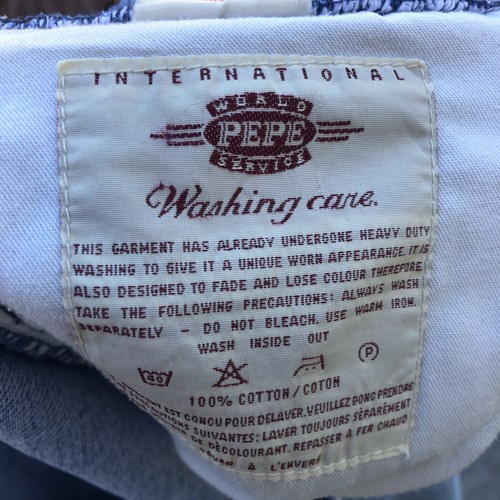 INTERNATIONAL
WORLD
PEPE
SERVICE
Washing care.
THIS GARMENT HAS ALREADY UNDERGONE HEAVY DUTY
WASHING TO GIVE IT A UNIQUE WORN APPEARANCE. IT IS
ALSO DESIGNED TO FADE AND LOSE COLOUR THEREFORE
TAKE THE FOLLOWING PRECAUTIONS: ALWAYS WASH
SEPARATELY - DO NOT BLEACH. USE WARM IRON.
WASH INSIDE OUT
40
P
100% COTTON/COTON
EST CONCU POUR DELAVER. VEUILLEZ DONC PRENDRE
SUIVANTES: LAVER TOUJOURS SÈPARÈMENT
DE DÈCOLOURANT. REPASSER A FER CHAUD
A L'ENVERS